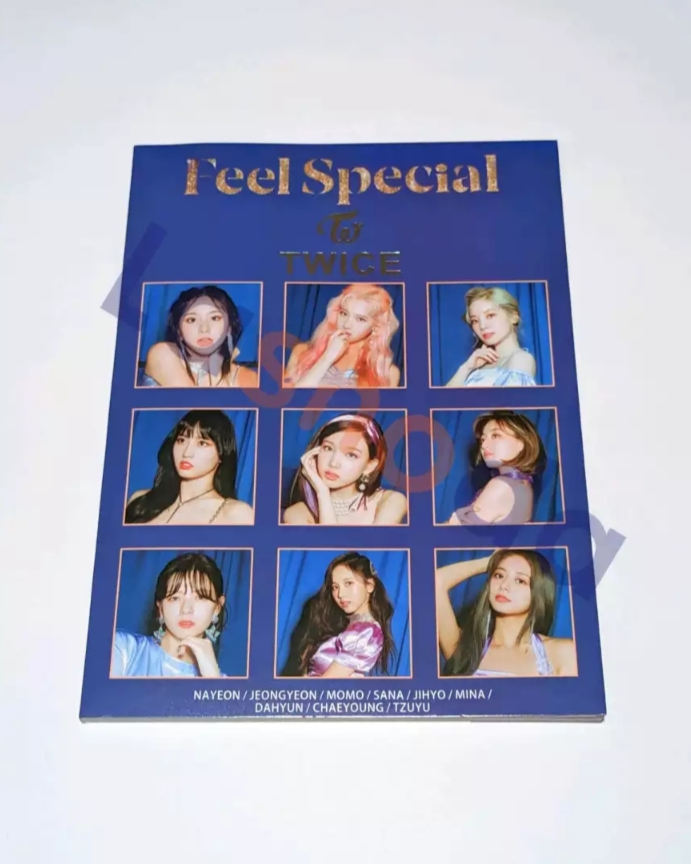 Feel Special
TWICE
NAYEON / JEONGYEON / MOMO / SANA / JIHYO / MINA /
DAHYUN / CHAEYOUNG / TZUYU